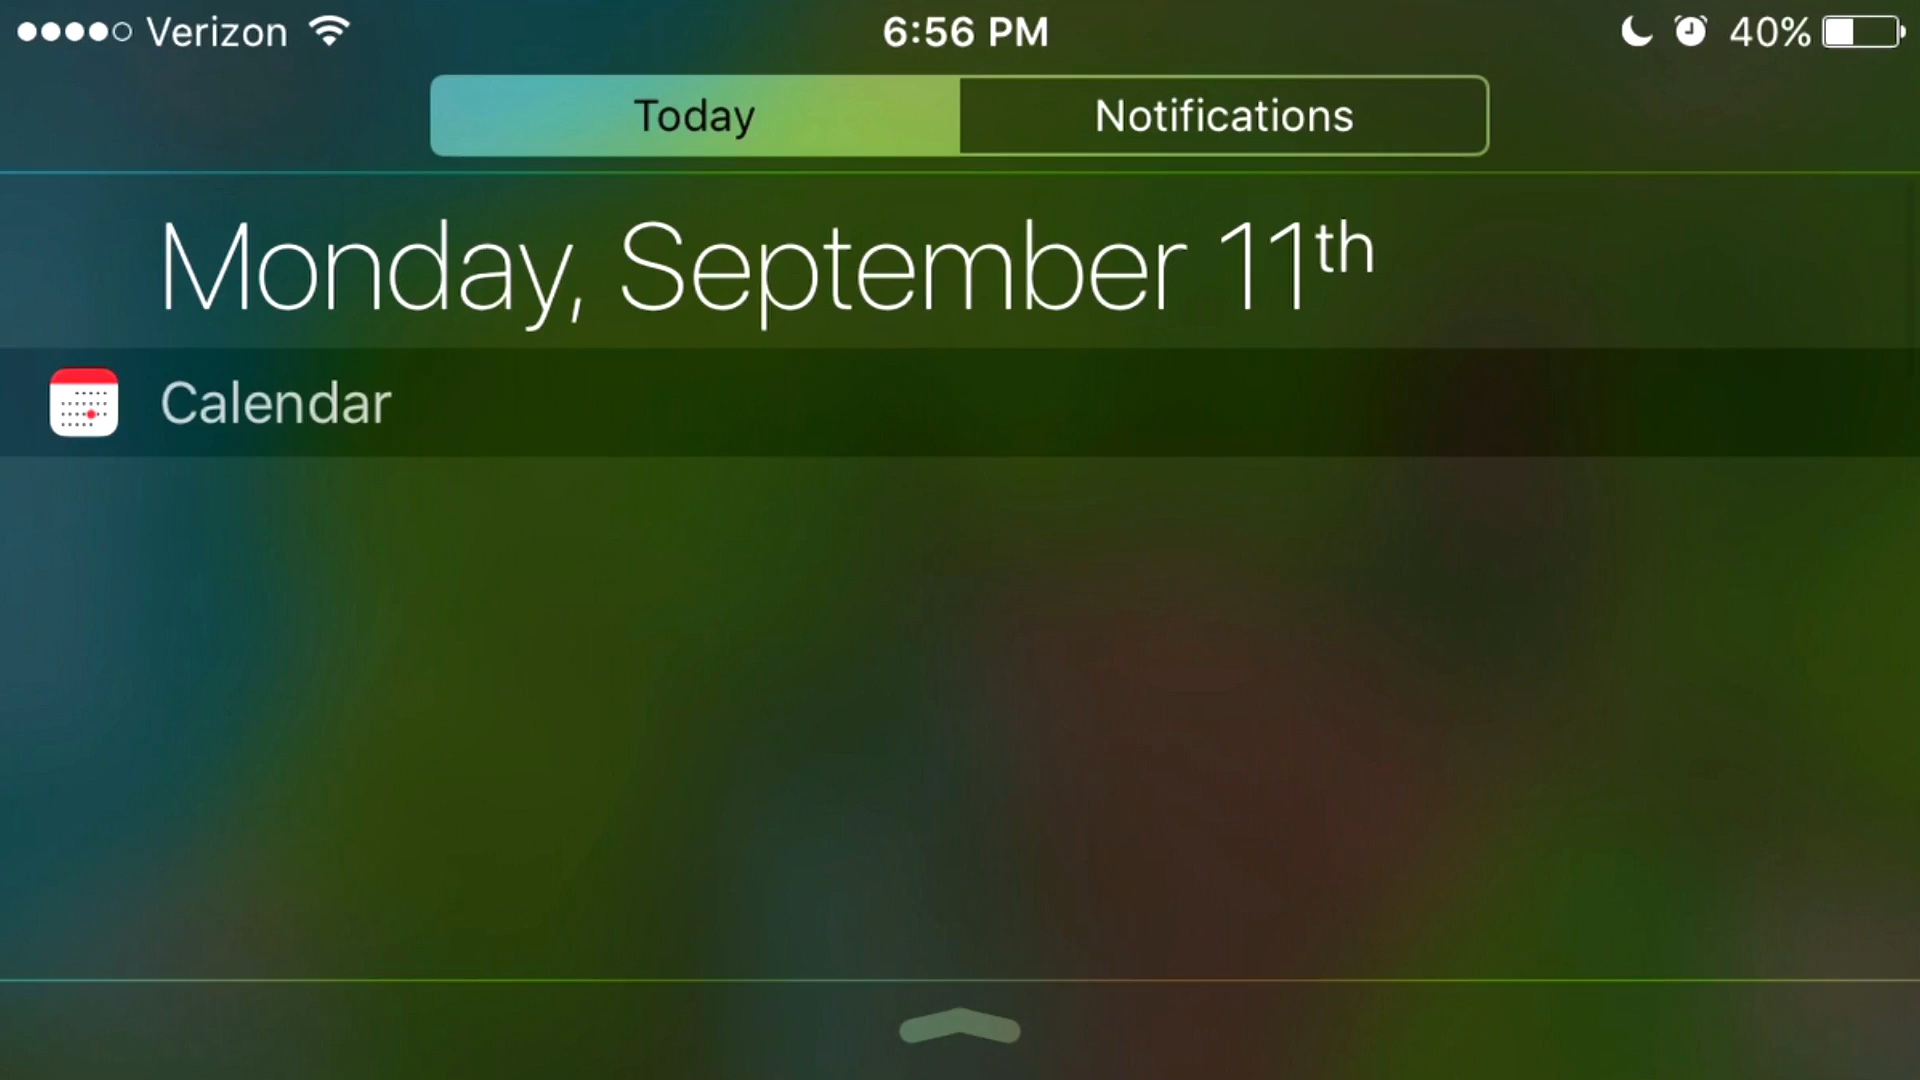 Verizon 6:56 PM 40%
Today Notifications
Monday, September 11th
Calendar